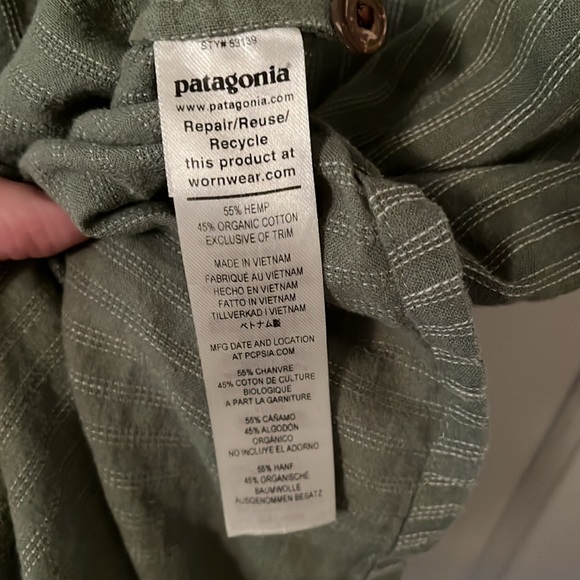 STY# 53139
patagonia®
www.patagonia.com
Repair/Reuse/
Recycle
this product at
wornwear.com
55% HEMP
45% ORGANIC COTTON
EXCLUSIVE OF TRIM
MADE IN VIETNAM
FABRIQUÉ AU VIETNAM
HECHO EN VIETNAM
FATTO IN VIETNAM
TILLVERKAD I VIETNAM
ベトナム製
MFG DATE AND LOCATION
AT PCPSIA.COM
55% CHANVRE
45% COTON DE CULTURE
BIOLOGIQUE
A PART LA GARNITURE
55% CAÑAMO
45% ALGODÓN
ORGÁNICO
NO INCLUYE EL ADORNO
55% HANF
45% ORGANISCHE
BAUMWOLLE
AUSGENOMMEN BESATZ